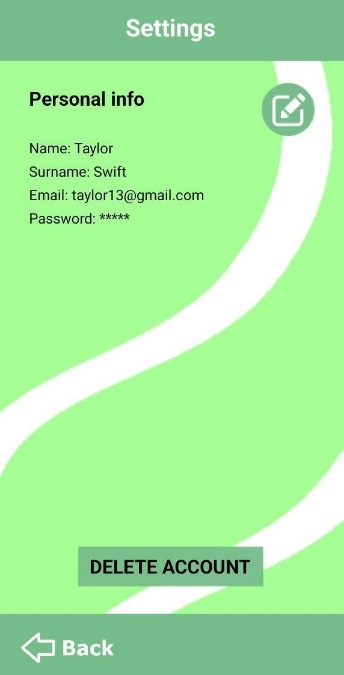 Settings
Personal info
Name: Taylor
Surname: Swift
Email: taylor13@gmail.com
Password: *****
DELETE ACCOUNT
Back